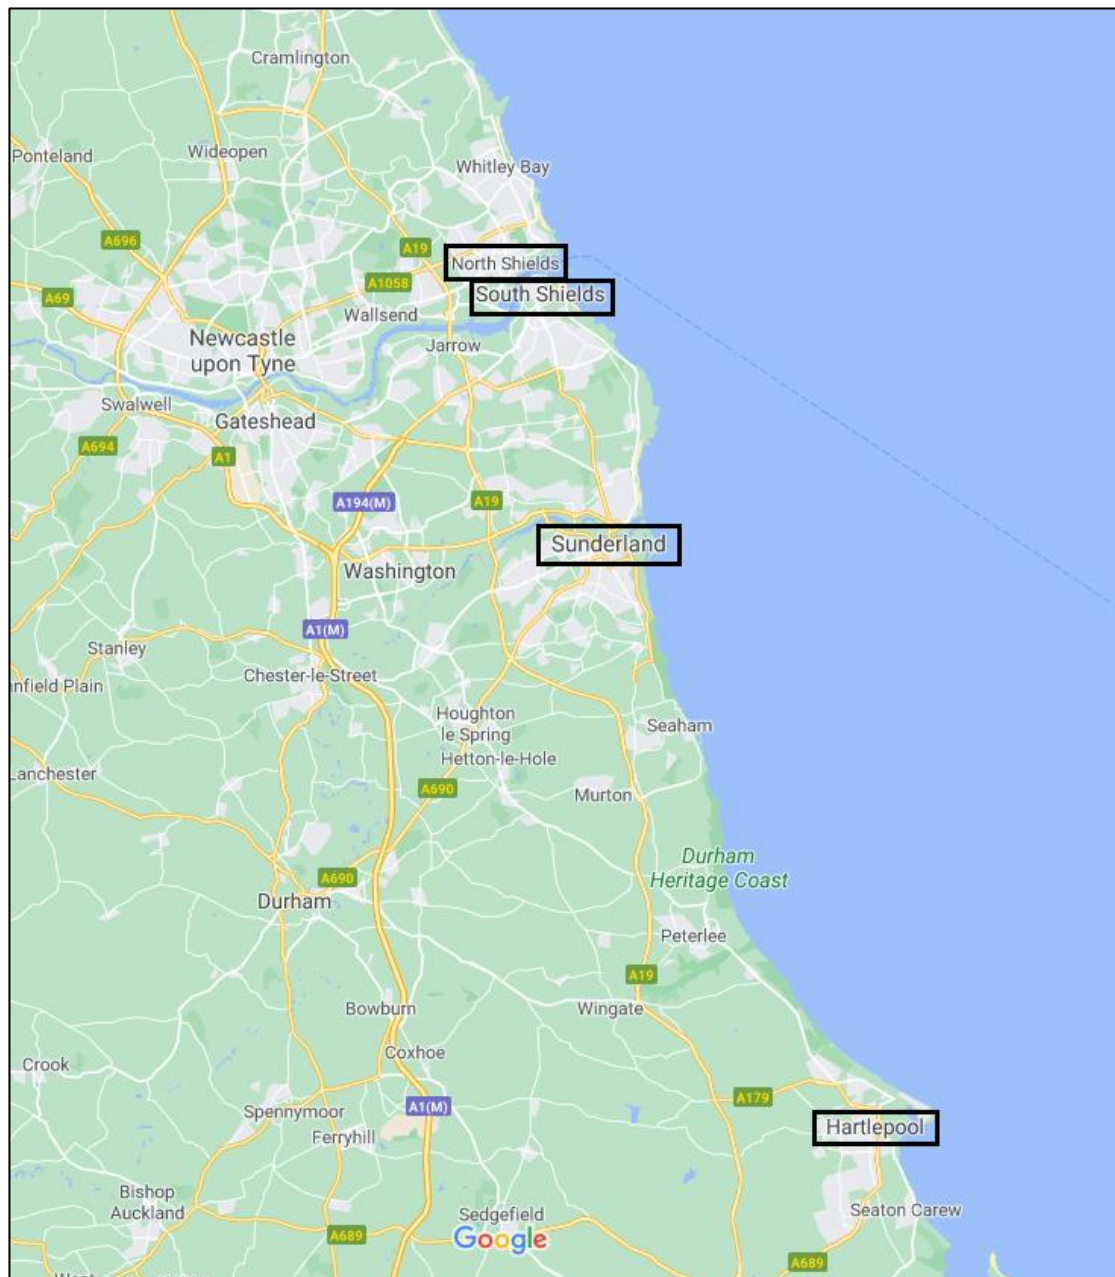 Cramlington
Ponteland
Wideopen
Whitley Bay
A696
A19
North Shields
A1058
South Shields
A69
Wallsend
Newcastle
upon Tyne
Jarrow
Swalwell
Gateshead
A694
A1
A194(M)
A19
Sunderland
Washington
A1(M)
Stanley
Chester-le-Street
nnfield Plain
Houghton
le Spring
Seaham
Hetton-le-Hole
Lanchester
A690
Murton
Durham
Heritage Coast
A690
Durham
Peterlee
A19
Bowburn
Wingate
Coxhoe
Crook
A179
A1(M)
Spennymoor
Hartlepool
Ferryhill
Bishop
Auckland
Seaton Carew
Sedgefield
A689
Google
A689